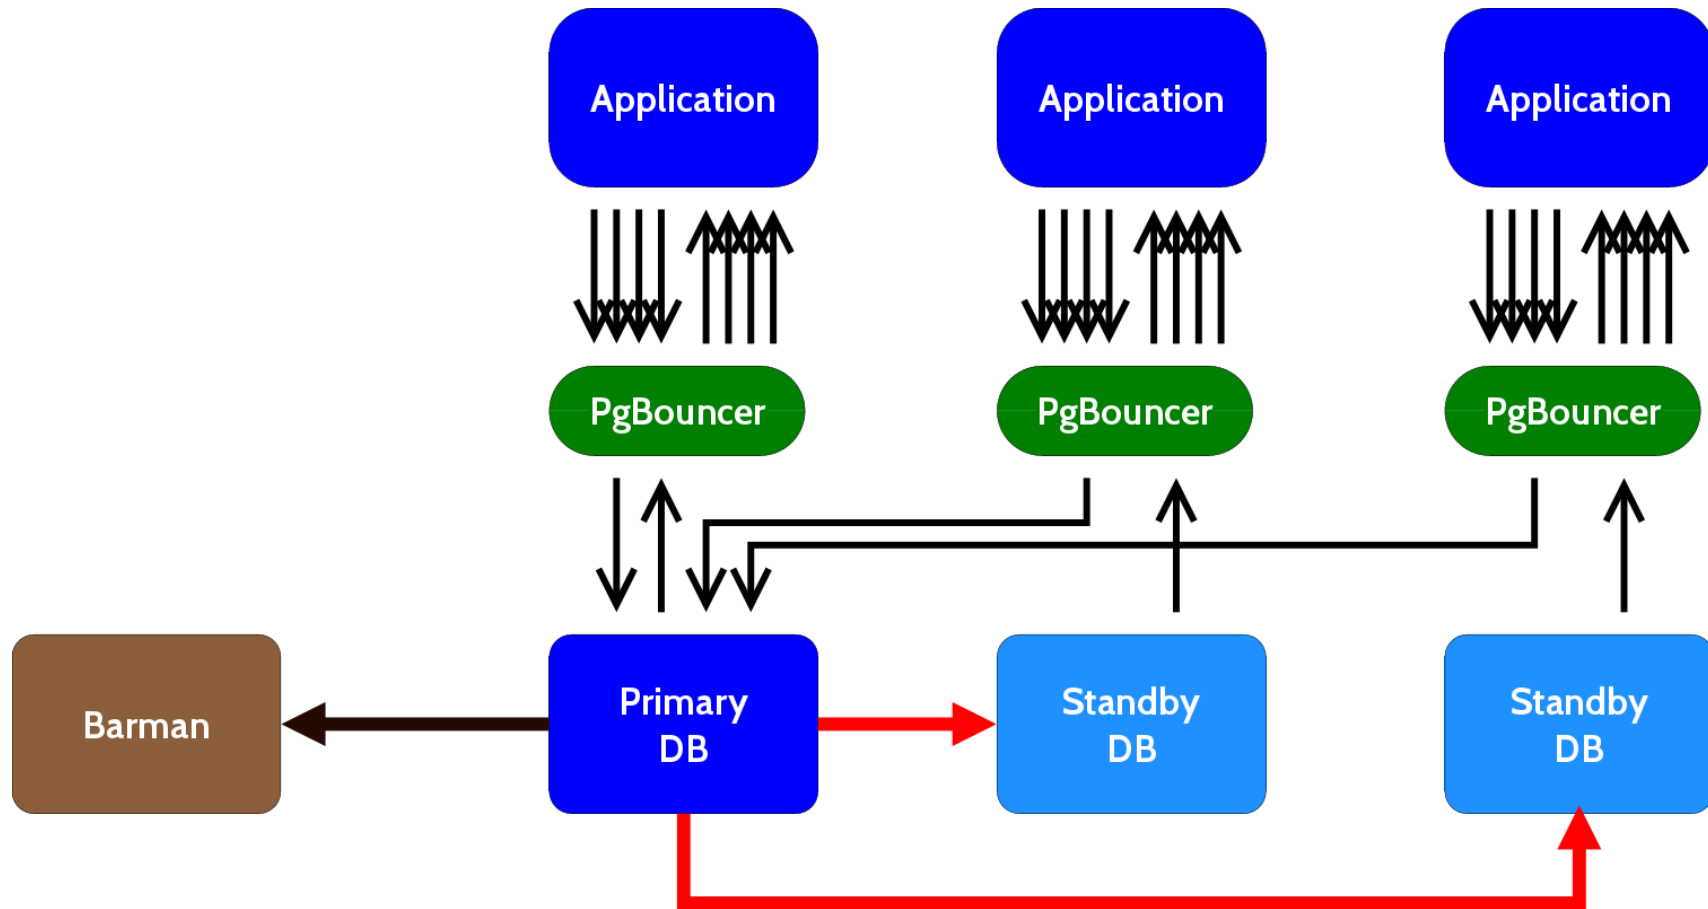 Application
Application
Application
PgBouncer
PgBouncer
PgBouncer
Barman
Primary
DB
Standby
DB
Standby
DB